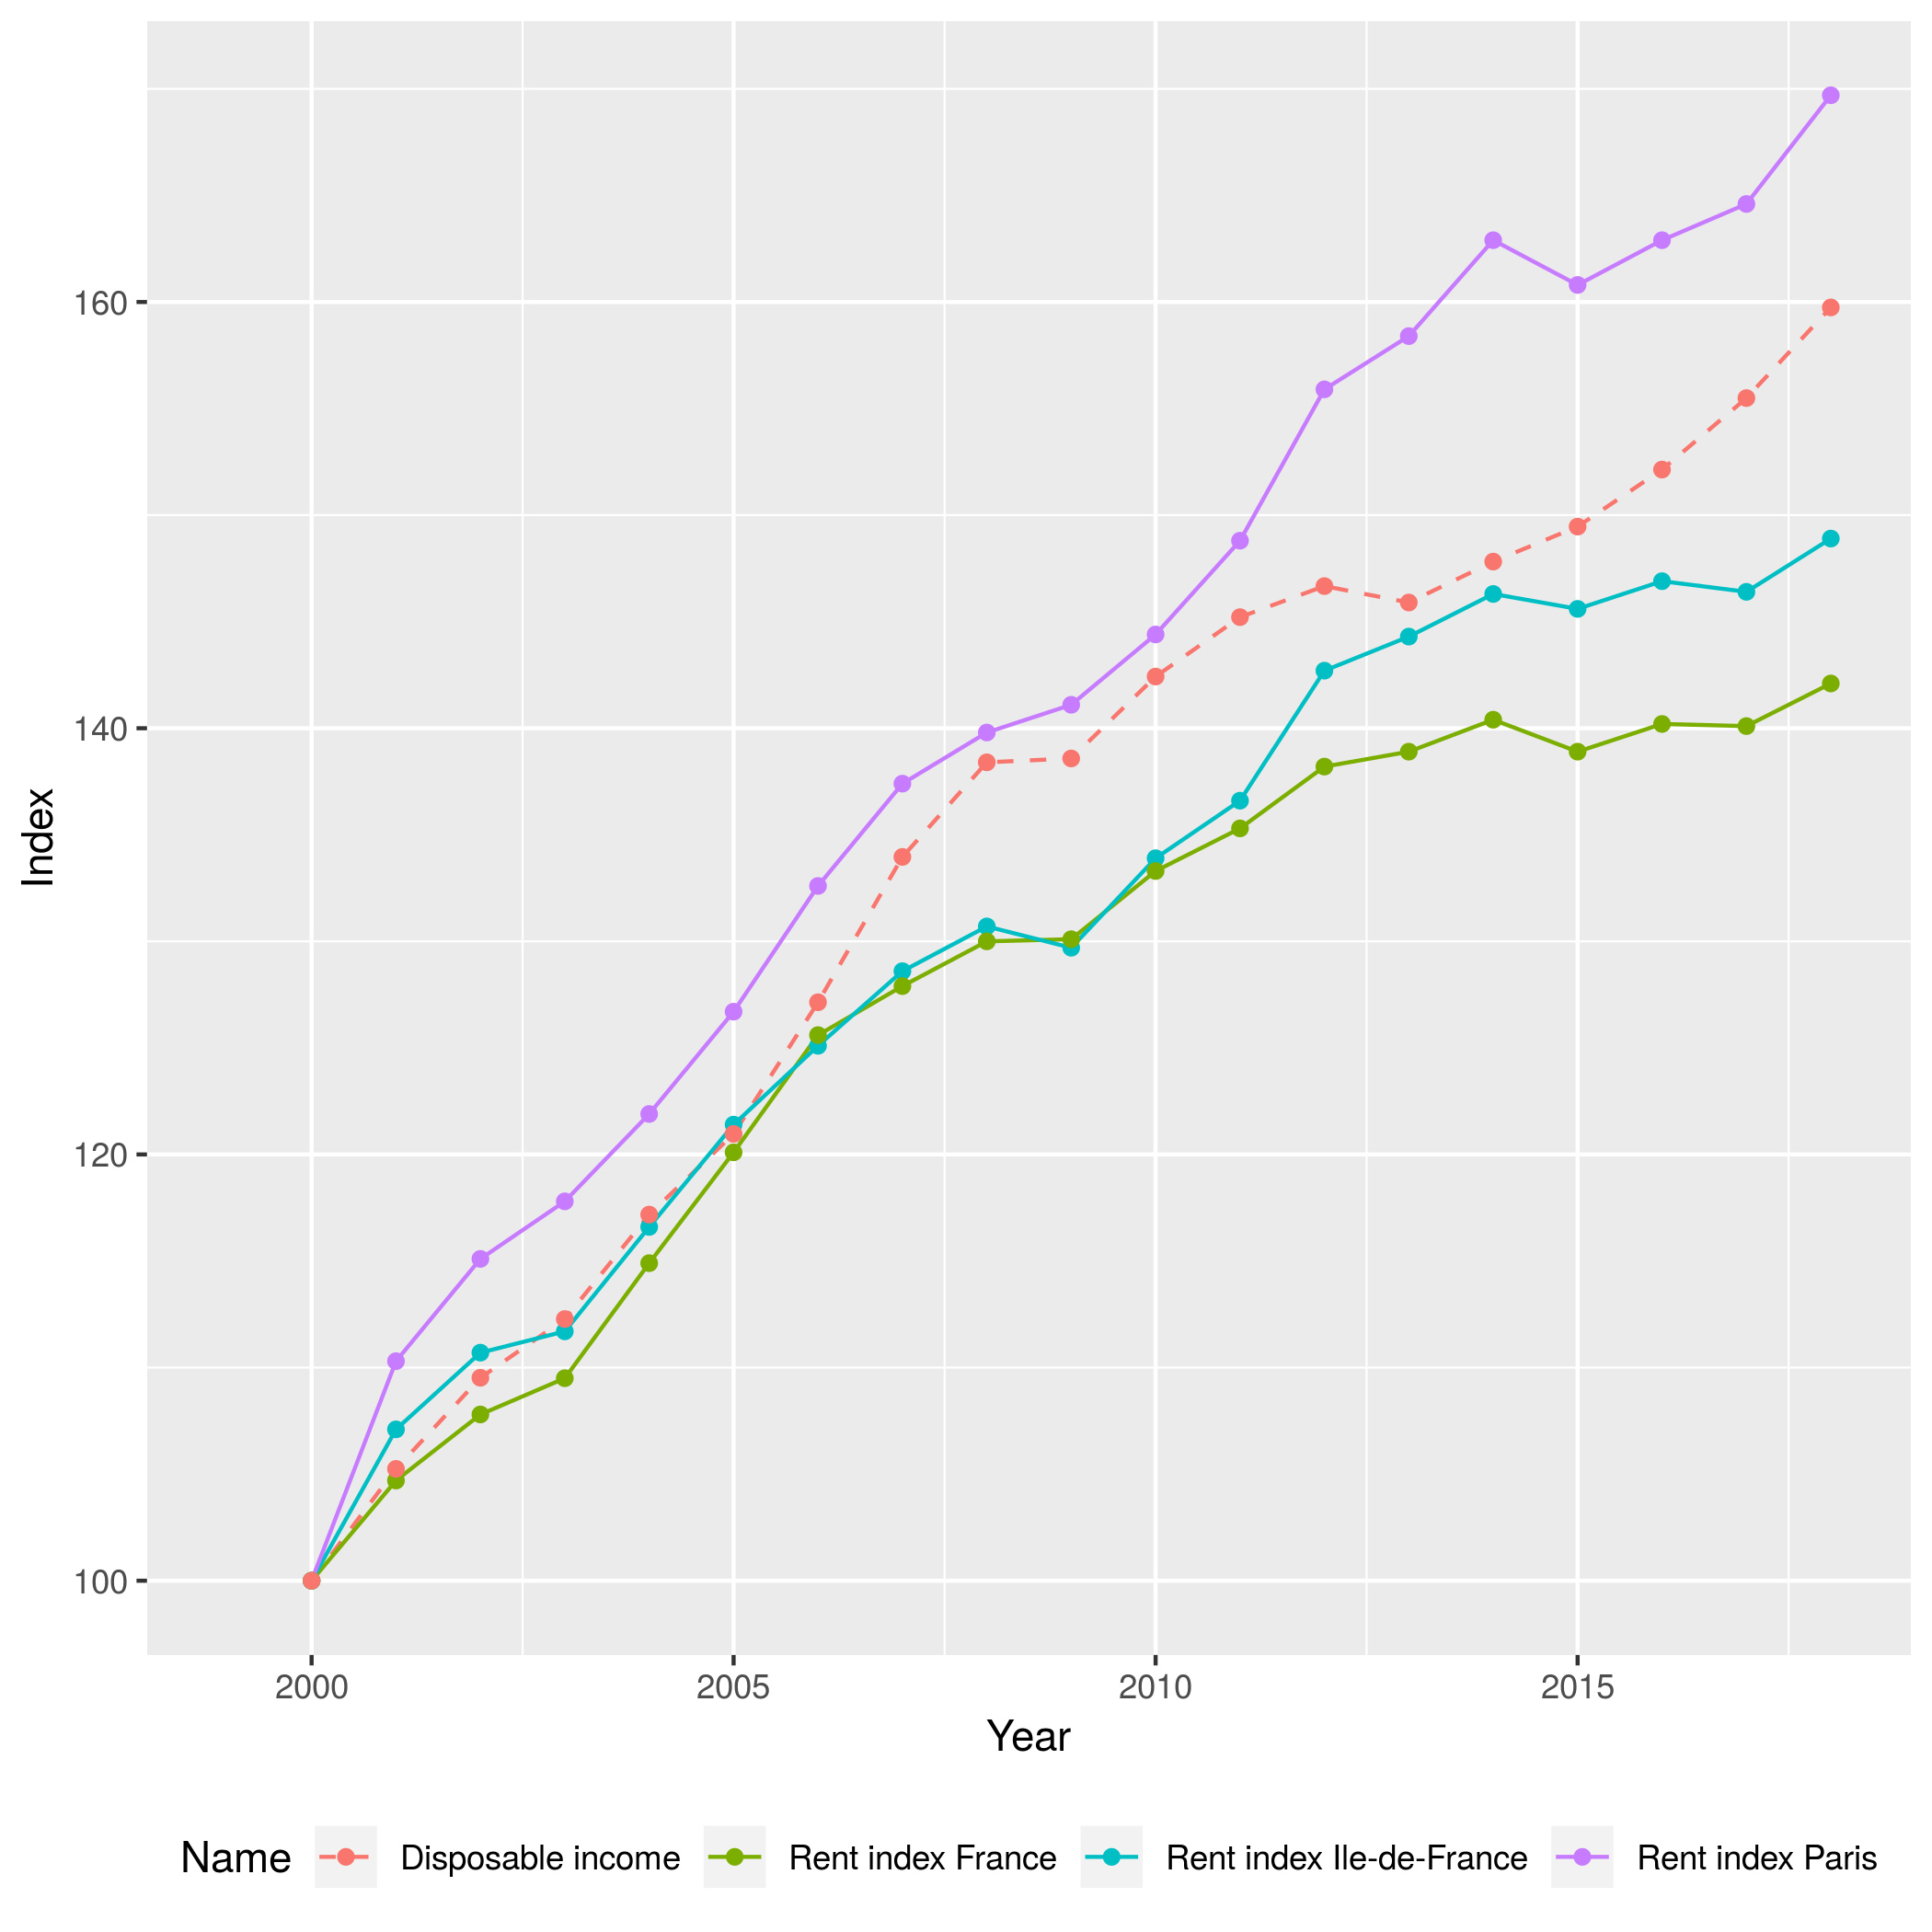 160
140
120
100
Index
2000 2005 2010 2015
Year
Name Disposable income Rent index France Rent index Ile-de-France Rent index Paris